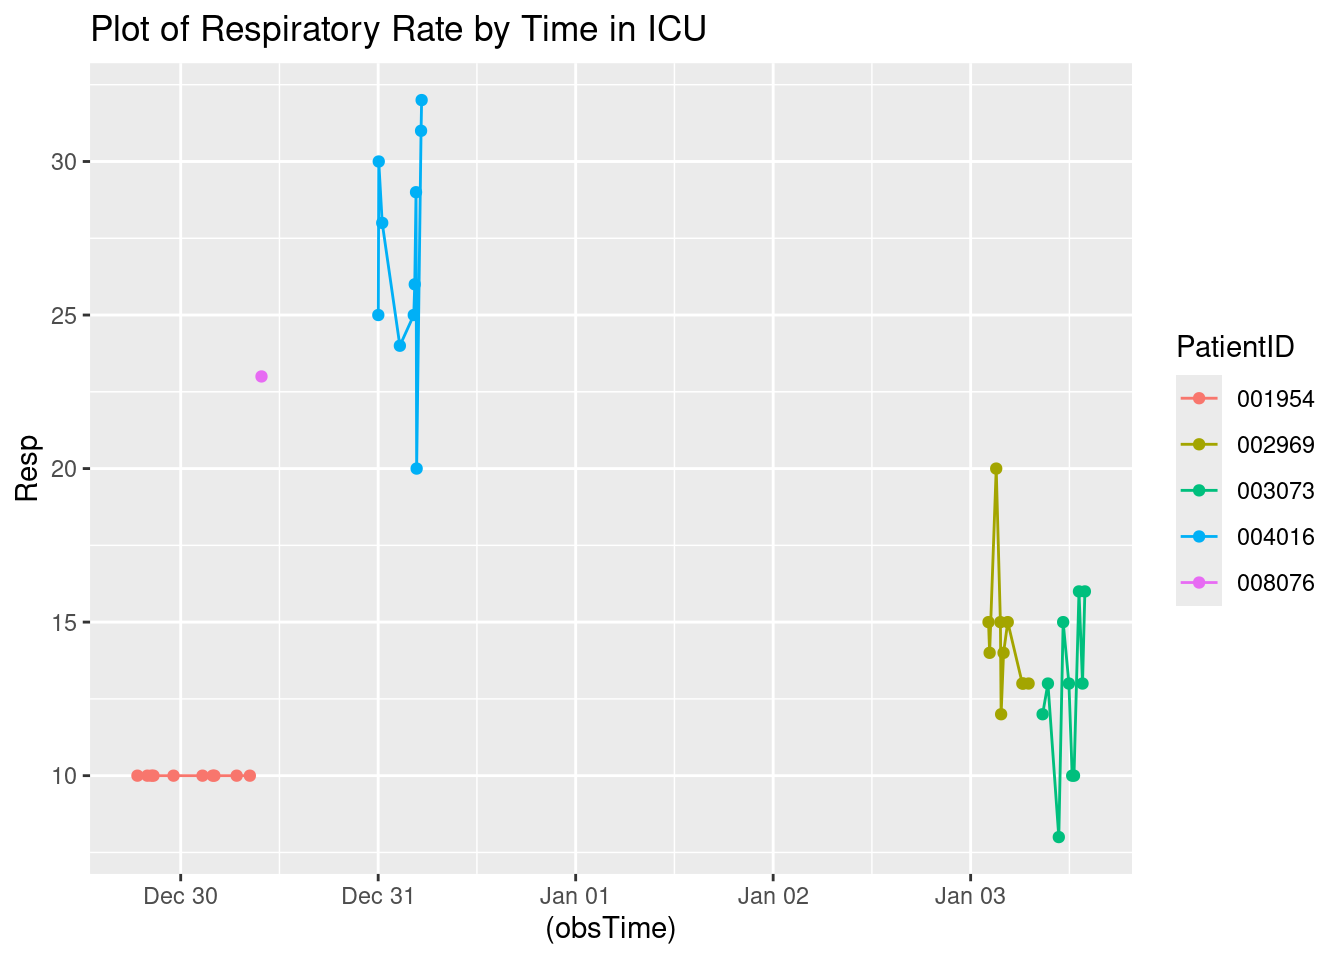 Plot of Respiratory Rate by Time in ICU
Resp
30
25
20
15
10
Dec 30
Dec 31
Jan 01
Jan 02
Jan 03
(obsTime)
PatientID
001954
002969
003073
004016
008076